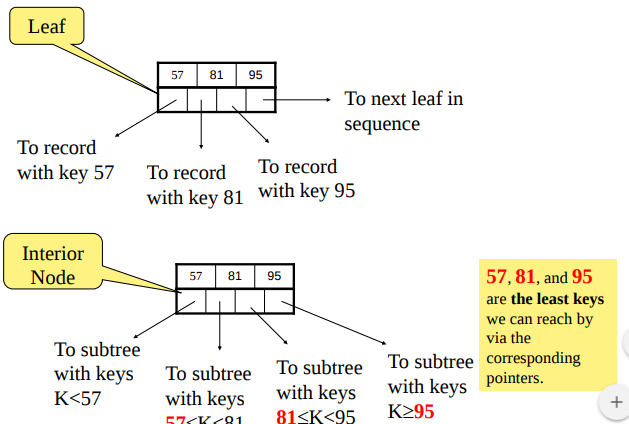 Leaf
57 81 95
To next leaf in
sequence
To record
with key 57
To record
with key 81
To record
with key 95
Interior
Node
57 81 95
57, 81, and 95
are the least keys
we can reach by
via the
corresponding
pointers.
To subtree
with keys
K<57
To subtree
with keys
57≤K<81
To subtree
with keys
81≤K<95
To subtree
with keys
K≥95
+